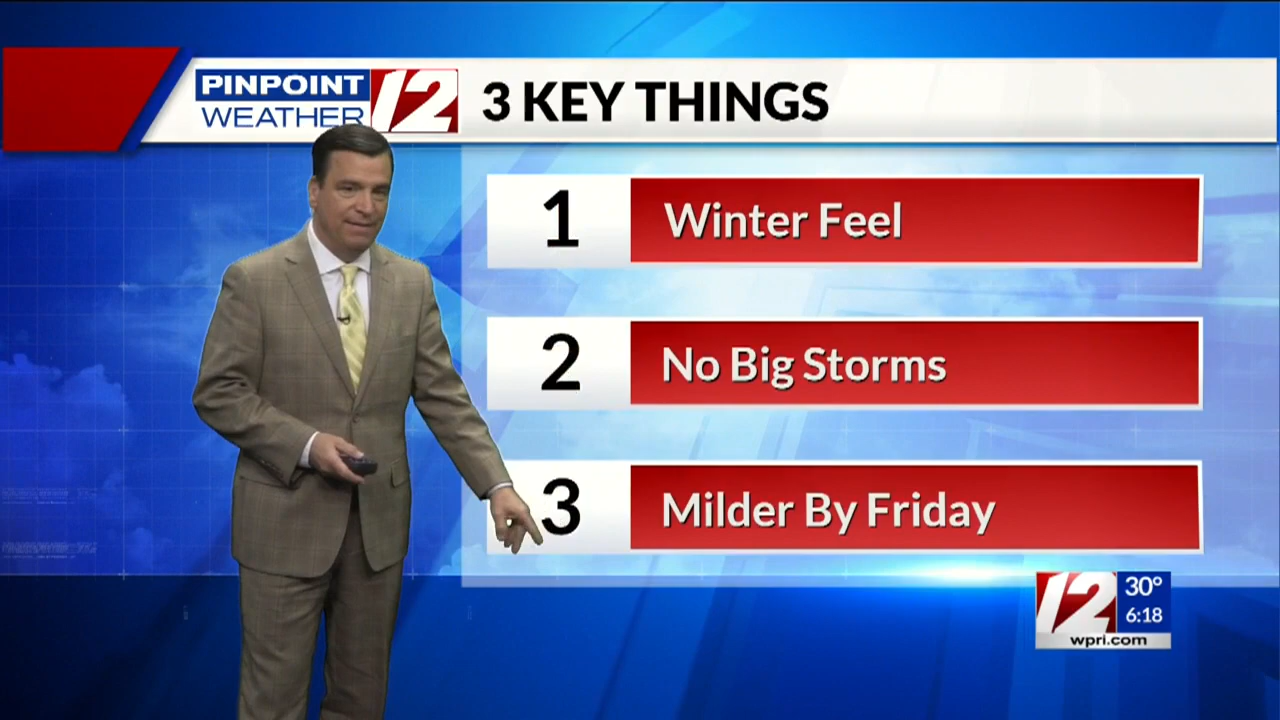 PINPOINT
WEATHER
12
3 KEY THINGS
1
Winter Feel
2
No Big Storms
3
Milder By Friday
12
30°
6:18
wpri.com